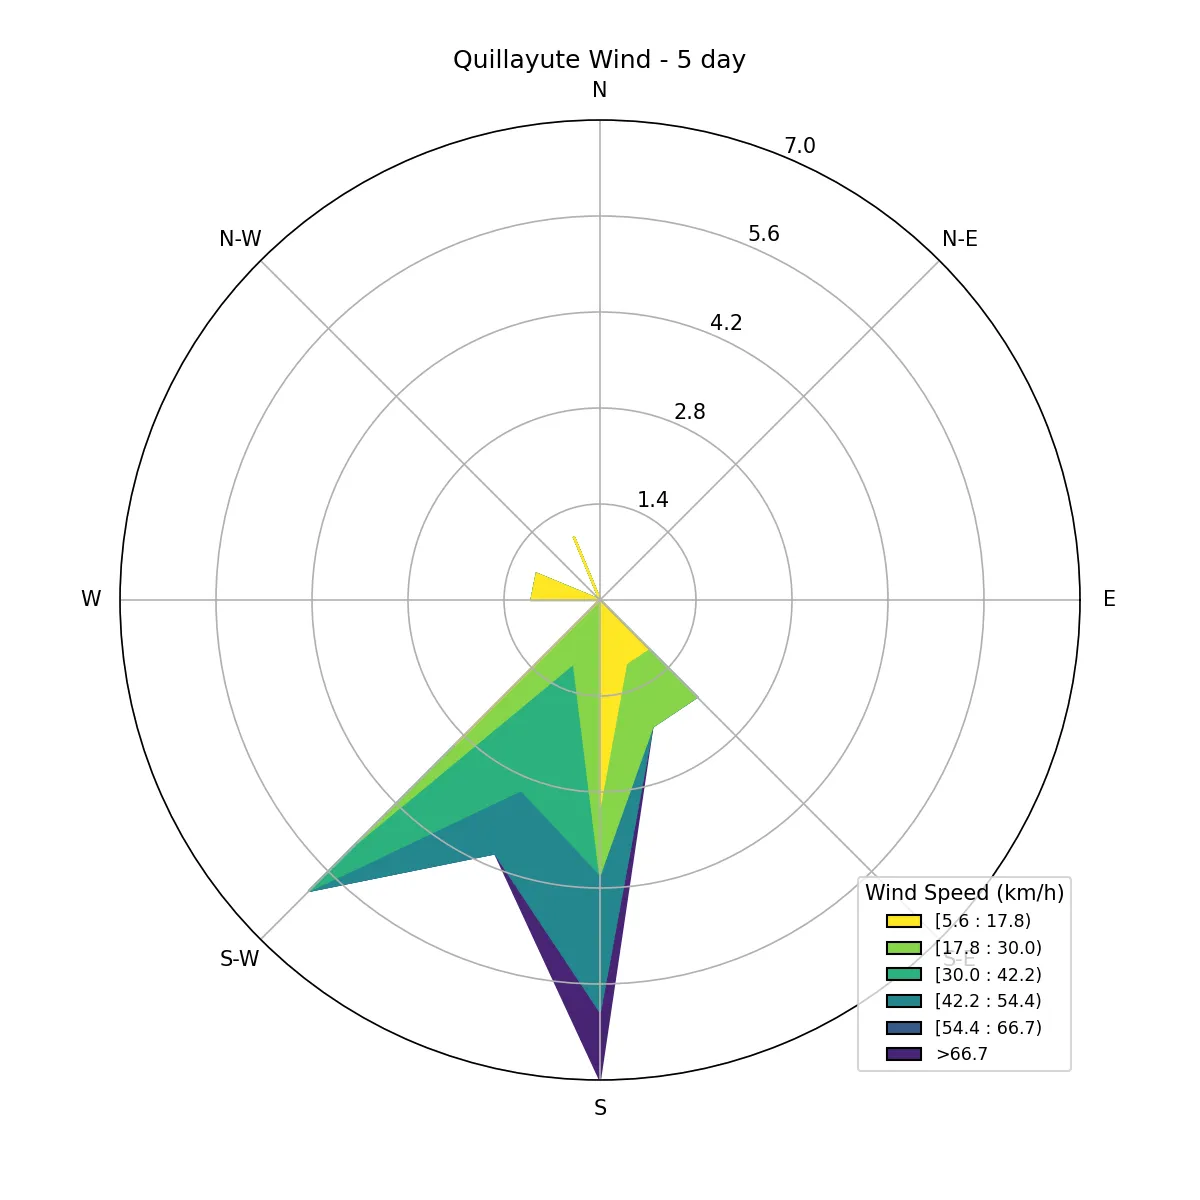 Quillayute Wind - 5 day
N
7.0
N-W
5.6
N-E
4.2
2.8
1.4
W
E
Wind Speed (km/h)
[5.6 : 17.8)
[17.8 : 30.0)
S-W
S-E
[30.0 : 42.2)
[42.2 : 54.4)
[54.4 : 66.7)
>66.7
S